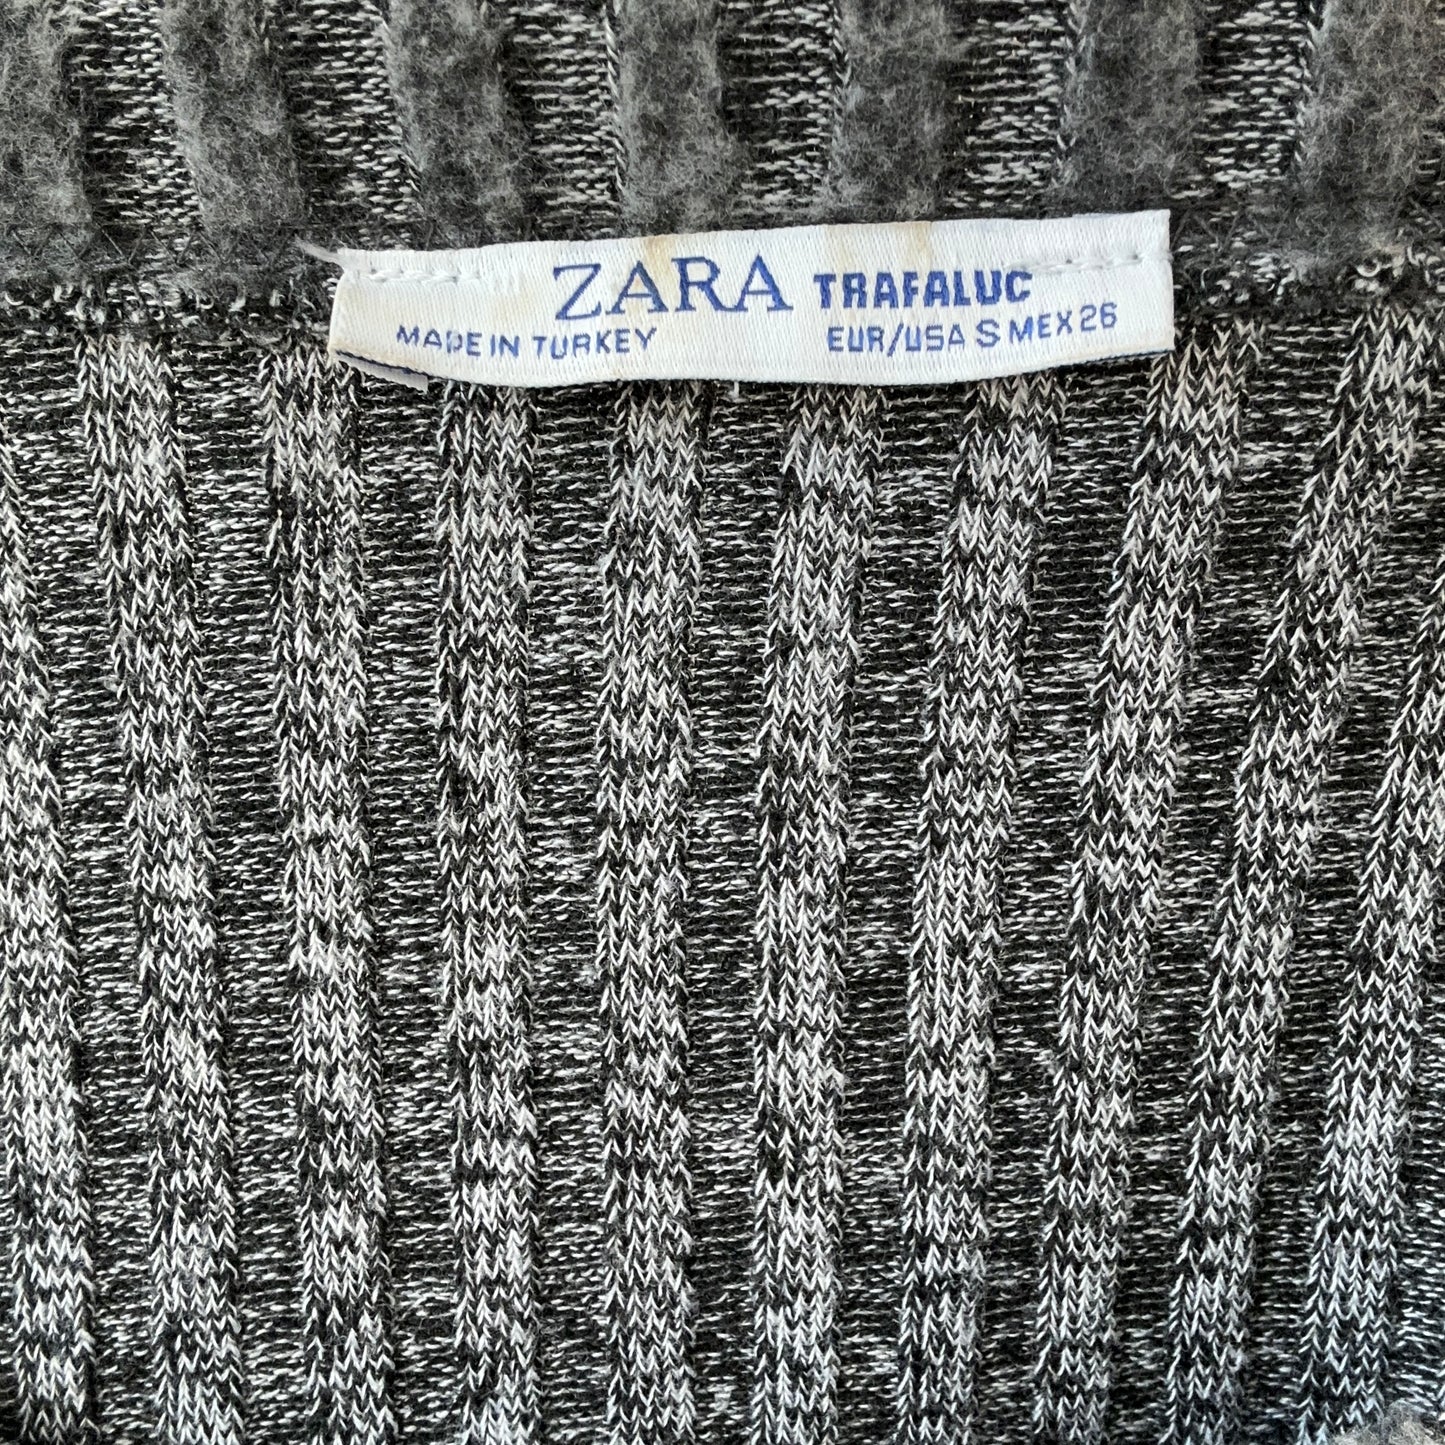 ZARA TRAFALUC
MADE IN TURKEY EUR/USA S MEX 26